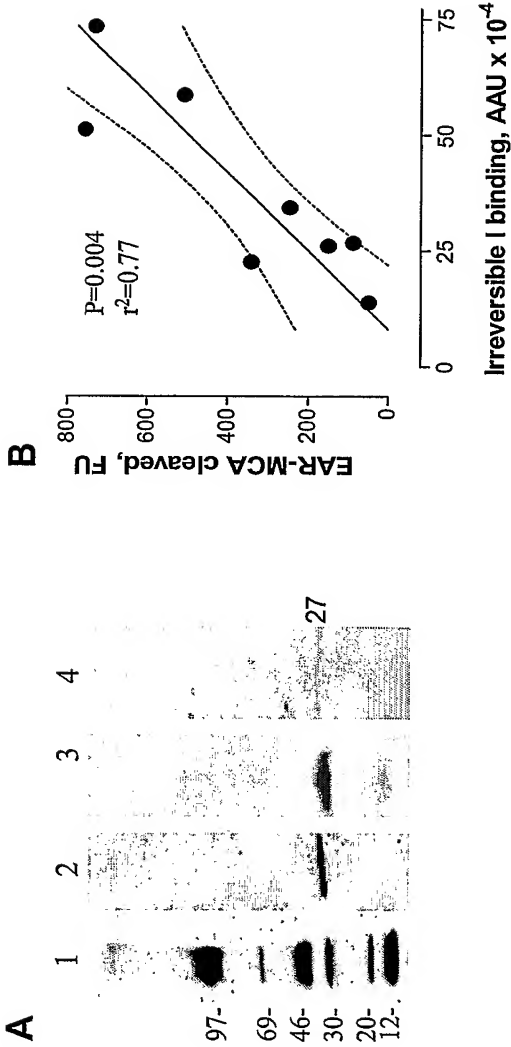 A
1 2 3 4
97-
69-
46-
30-
20-
12-
27
B
P=0.004
r²=0.77
EAR-MCA cleaved, FU
800
600
400
200
0
0 25 50 75
Irreversible I binding, AAU x 10⁻⁴